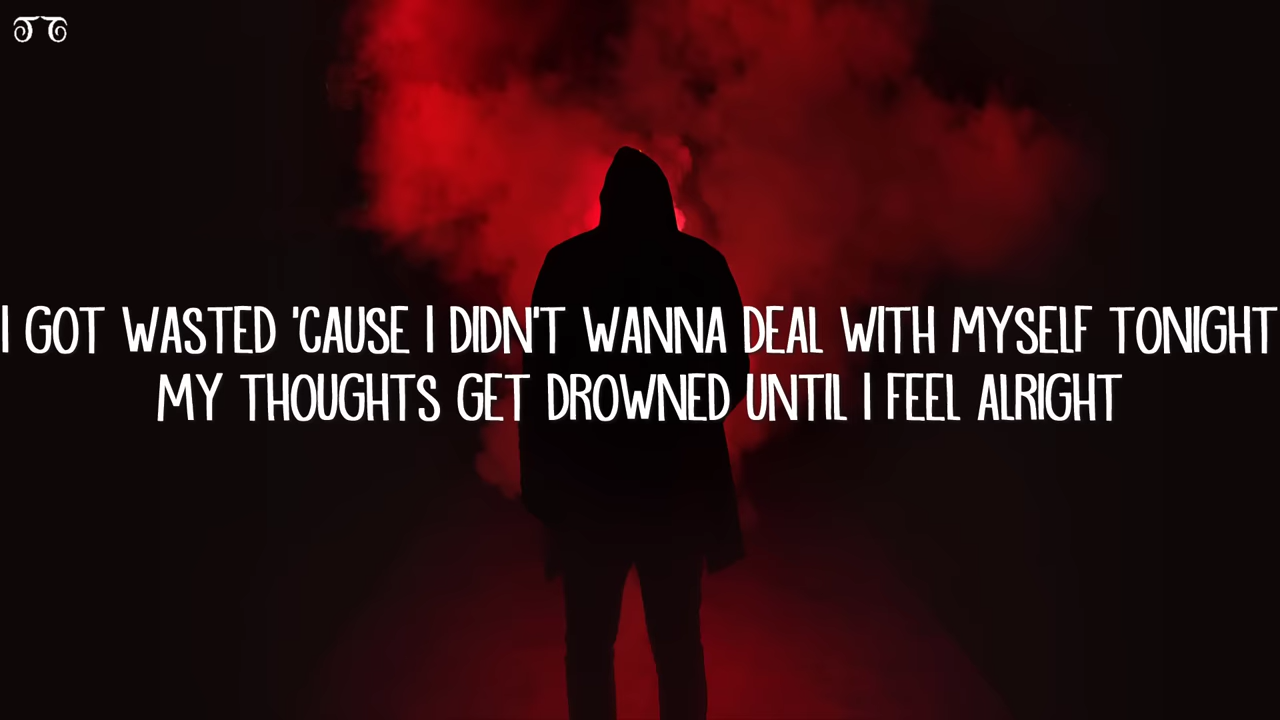 I GOT WASTED 'CAUSE I DIDN'T WANNA DEAL WITH MYSELF TONIGHT
MY THOUGHTS GET DROWNED UNTIL I FEEL ALRIGHT